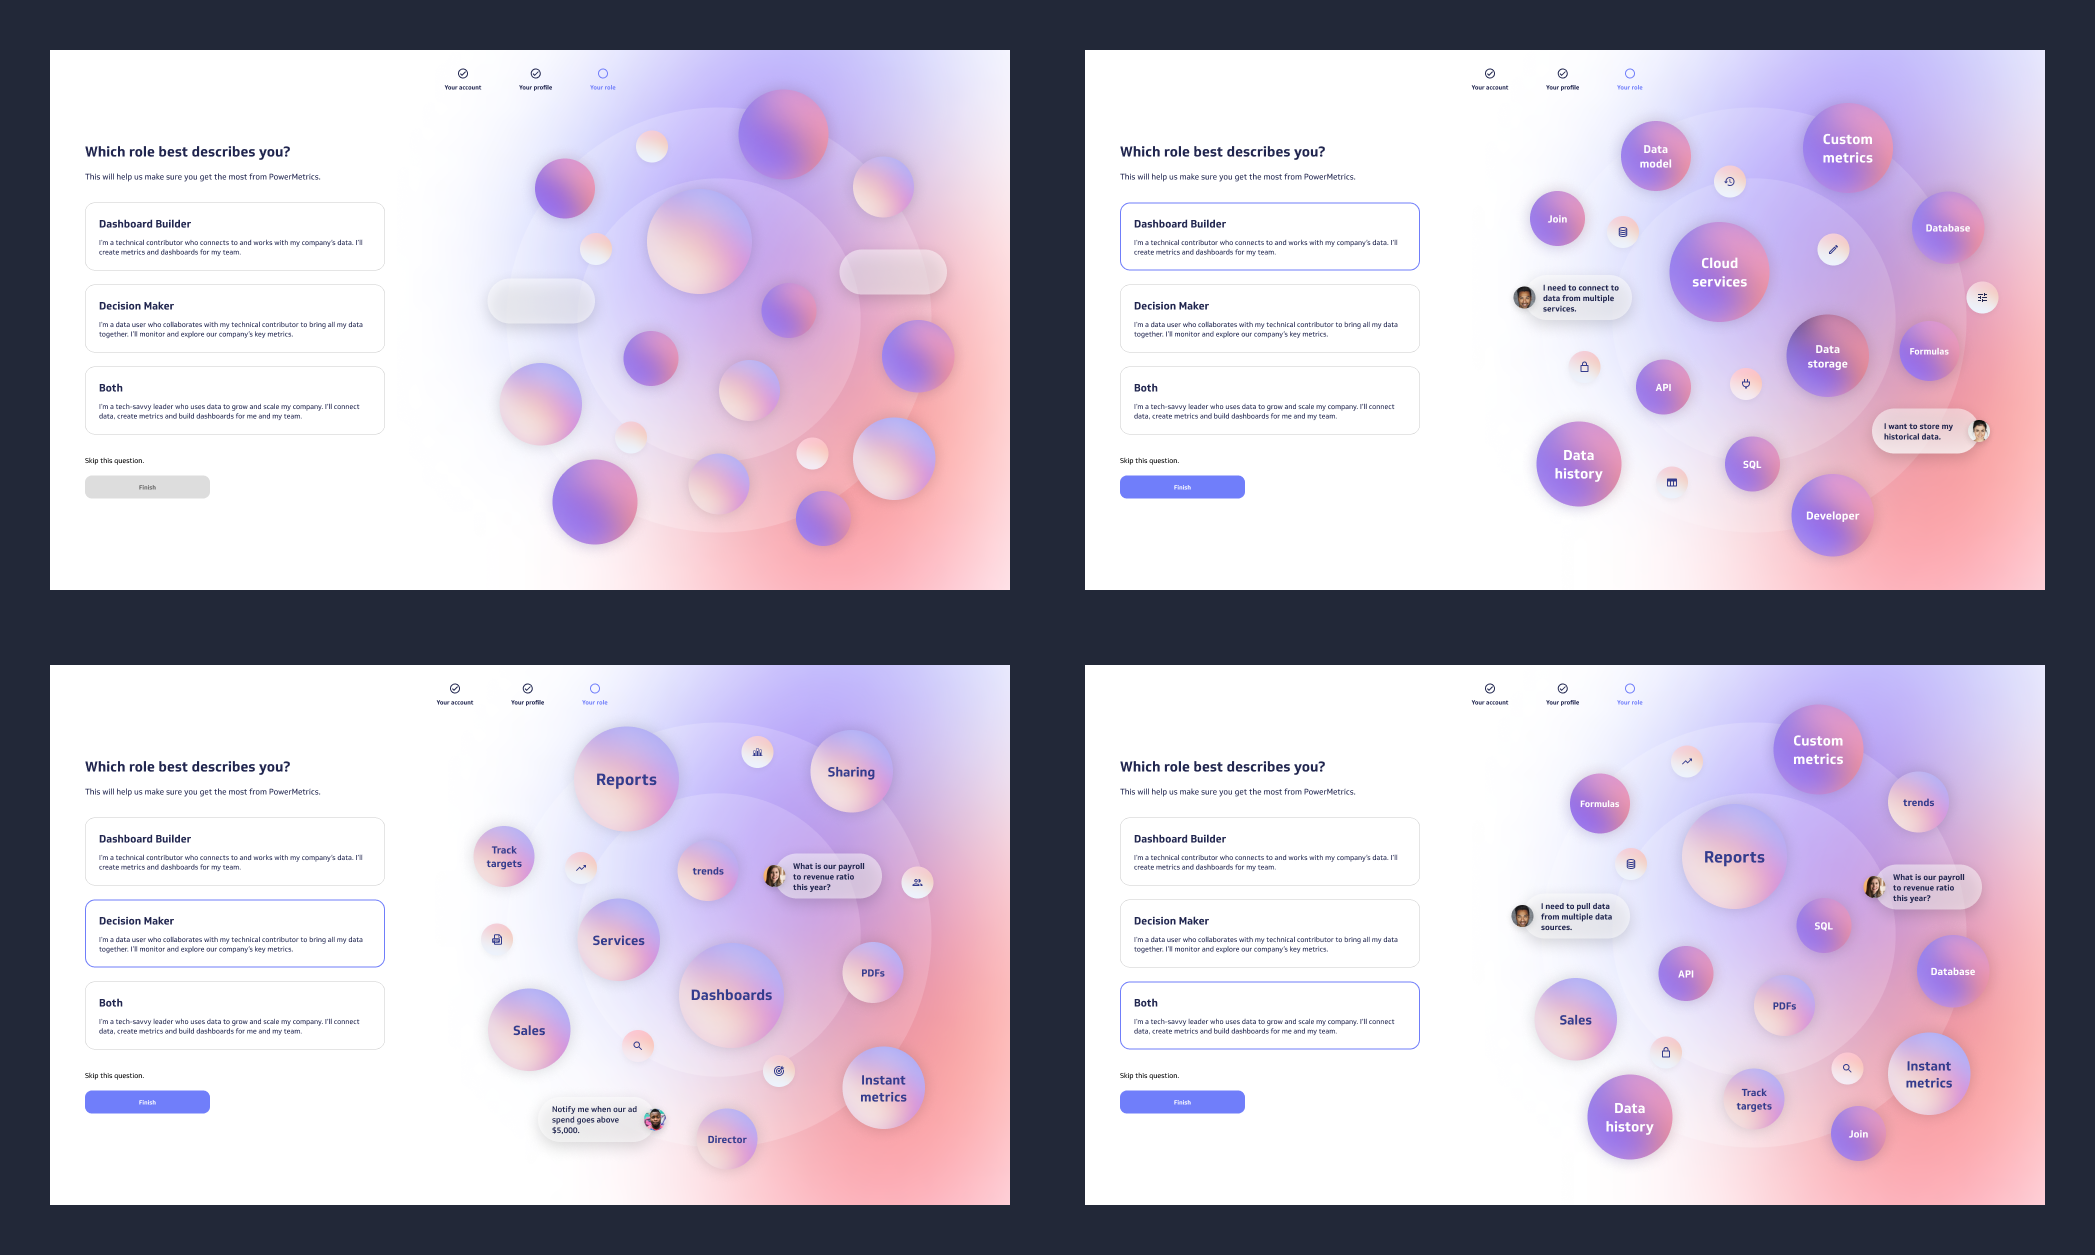 Your account
Your profile
Your role
Which role best describes you?
This will help us make sure you get the most from PowerMetrics.
Dashboard Builder
I'm a technical contributor who connects to and works with my company's data. I'll
create metrics and dashboards for my team.
Decision Maker
I'm a data user who collaborates with my technical contributor to bring all my data
together. I'll monitor and explore our company's key metrics.
Both
I'm a tech-savvy leader who uses data to grow and scale my company. I'll connect
data, create metrics and build dashboards for me and my team.
Skip this question.
Finish
Your account
Your profile
Your role
Which role best describes you?
This will help us make sure you get the most from PowerMetrics.
Dashboard Builder
I'm a technical contributor who connects to and works with my company's data. I'll
create metrics and dashboards for my team.
Decision Maker
I'm a data user who collaborates with my technical contributor to bring all my data
together. I'll monitor and explore our company's key metrics.
Both
I'm a tech-savvy leader who uses data to grow and scale my company. I'll connect
data, create metrics and build dashboards for me and my team.
Skip this question.
Finish
Custom
metrics
Data
model
Join
Database
Cloud
services
I need to connect to
data from multiple
services.
Data
storage
Formulas
API
I want to store my
historical data.
Data
history
SQL
Developer
Your account
Your profile
Your role
Which role best describes you?
This will help us make sure you get the most from PowerMetrics.
Dashboard Builder
I'm a technical contributor who connects to and works with my company's data. I'll
create metrics and dashboards for my team.
Decision Maker
I'm a data user who collaborates with my technical contributor to bring all my data
together. I'll monitor and explore our company's key metrics.
Both
I'm a tech-savvy leader who uses data to grow and scale my company. I'll connect
data, create metrics and build dashboards for me and my team.
Skip this question.
Finish
Reports
Sharing
Track
targets
trends
What is our payroll
to revenue ratio
this year?
Services
PDFs
Dashboards
Sales
Instant
metrics
Notify me when our ad
spend goes above
$5,000.
Director
Your account
Your profile
Your role
Which role best describes you?
This will help us make sure you get the most from PowerMetrics.
Dashboard Builder
I'm a technical contributor who connects to and works with my company's data. I'll
create metrics and dashboards for my team.
Decision Maker
I'm a data user who collaborates with my technical contributor to bring all my data
together. I'll monitor and explore our company's key metrics.
Both
I'm a tech-savvy leader who uses data to grow and scale my company. I'll connect
data, create metrics and build dashboards for me and my team.
Skip this question.
Finish
Custom
metrics
Formulas
trends
Reports
What is our payroll
to revenue ratio
this year?
I need to pull data
from multiple data
sources.
SQL
API
Database
PDFs
Sales
Instant
metrics
Track
targets
Data
history
Join